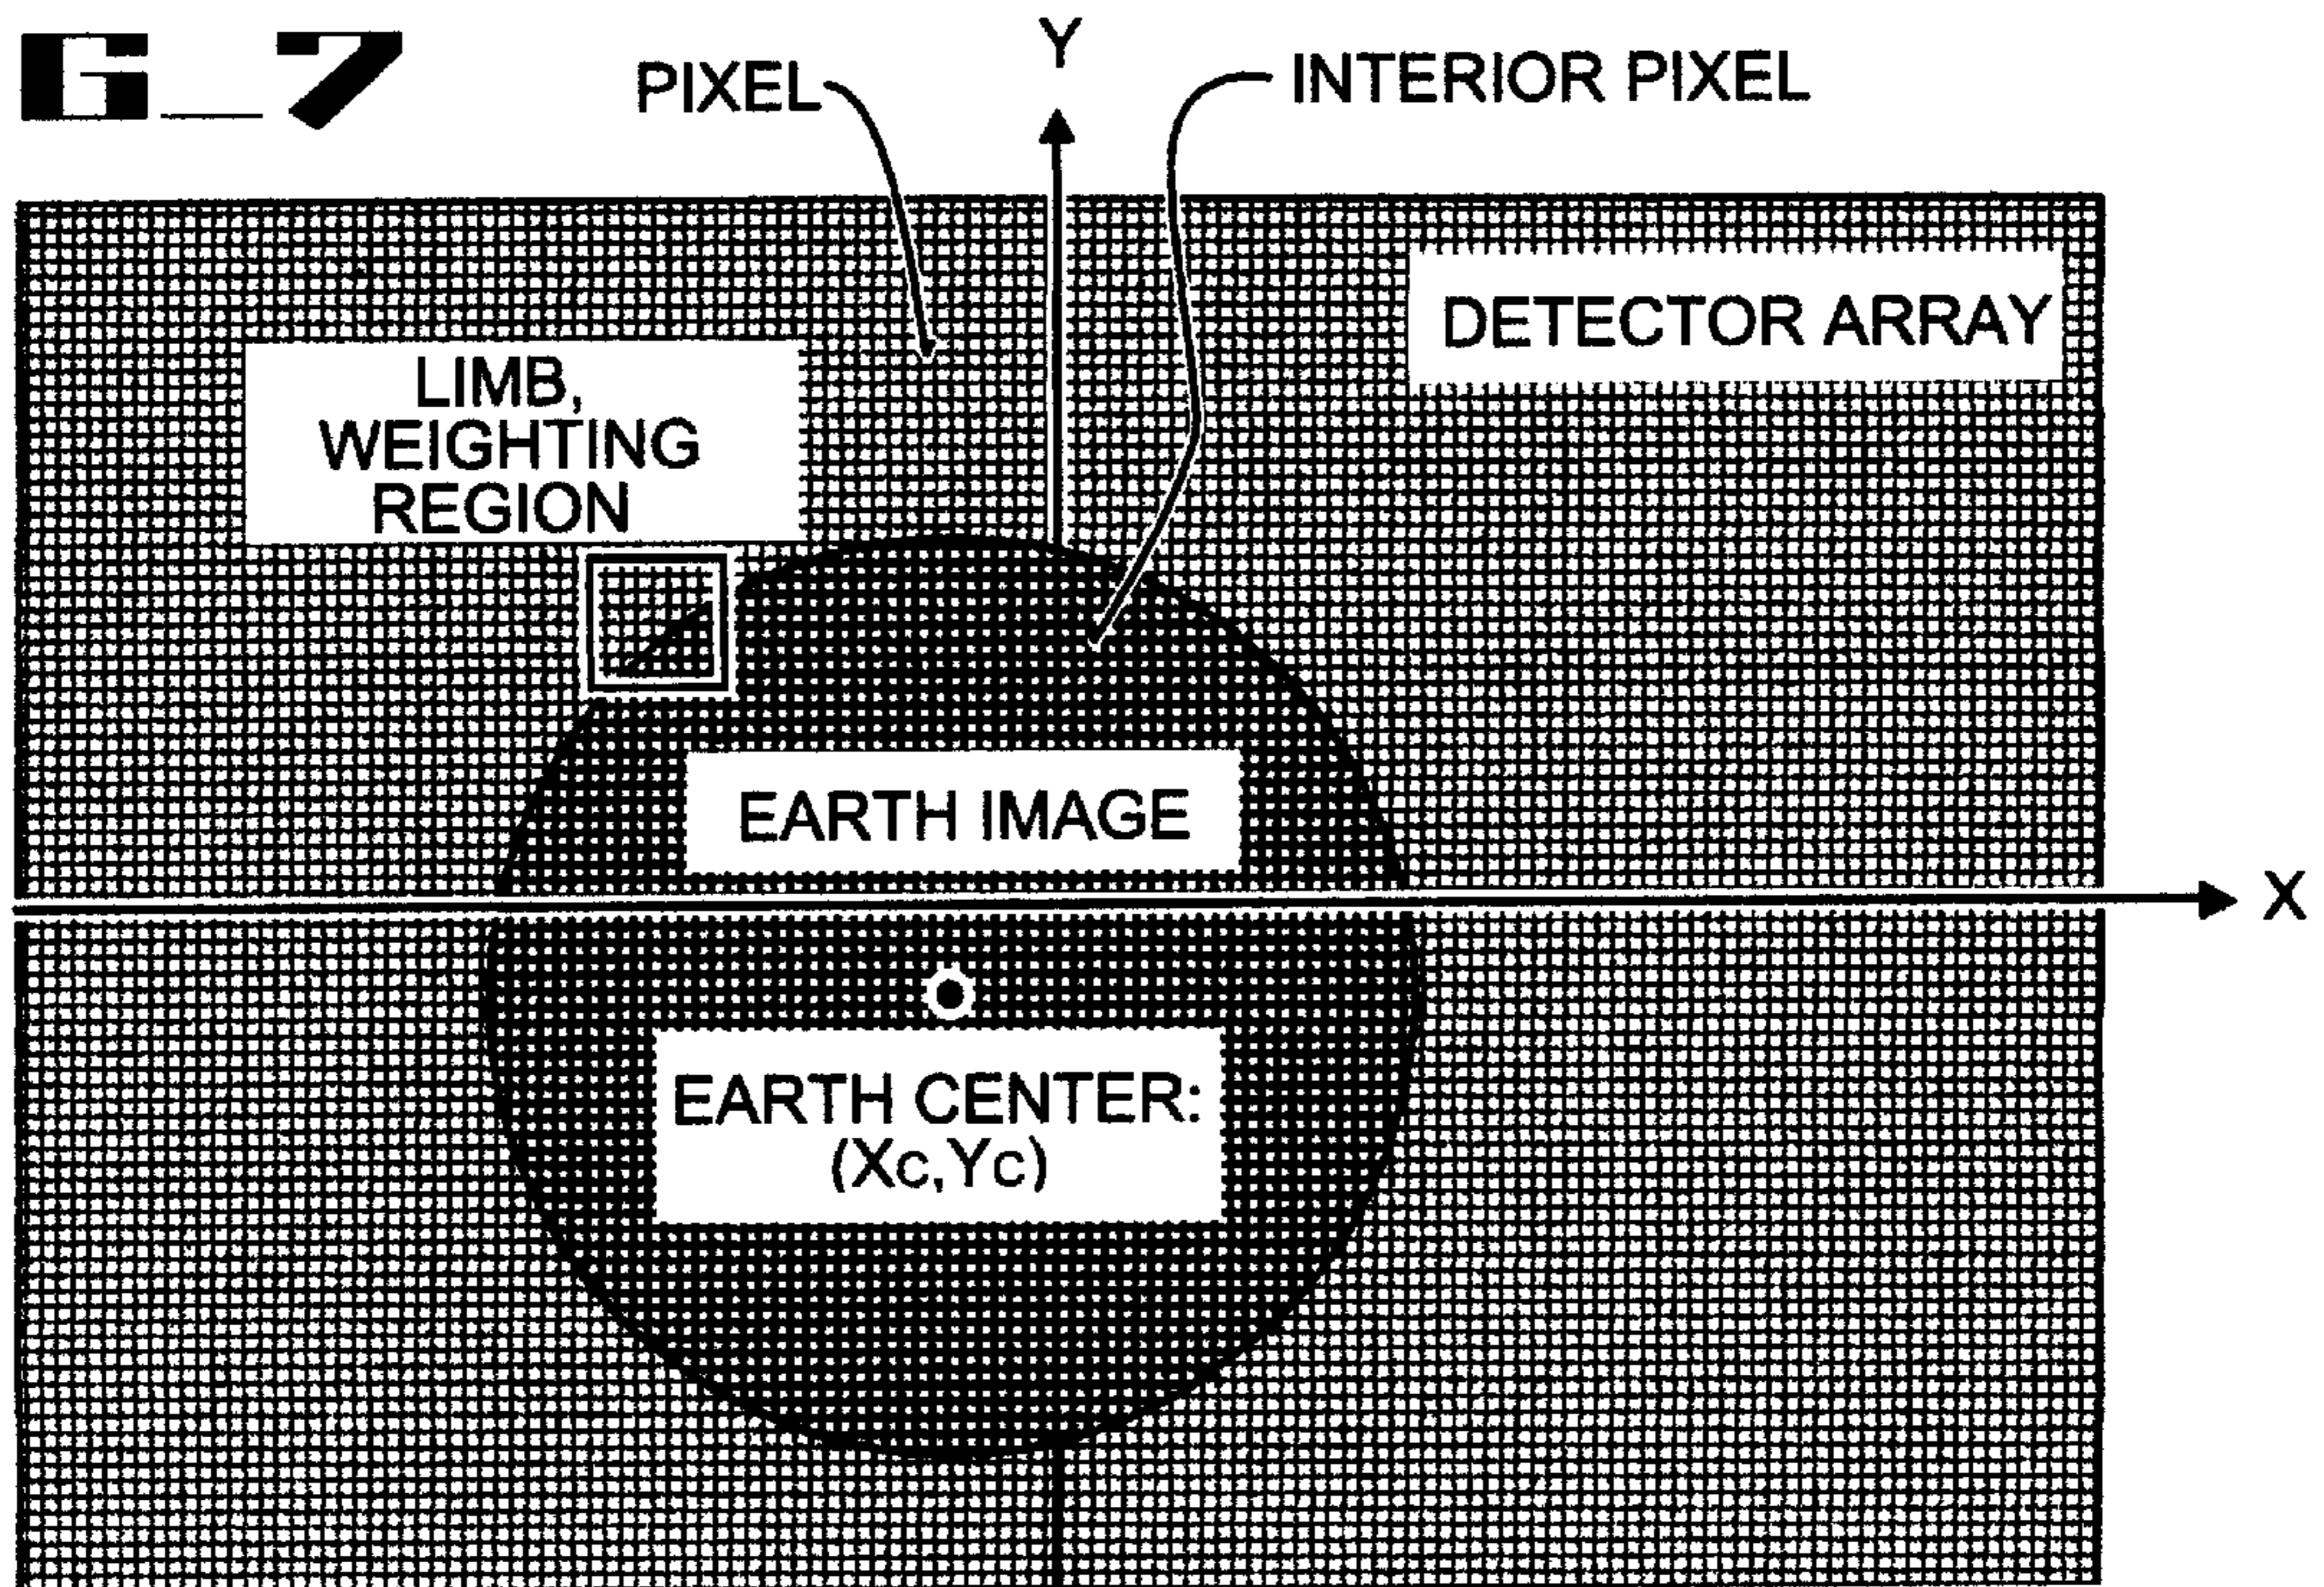 G_7
PIXEL
Y
INTERIOR PIXEL
DETECTOR ARRAY
LIMB,
WEIGHTING
REGION
EARTH IMAGE
X
EARTH CENTER:
(Xc,Yc)